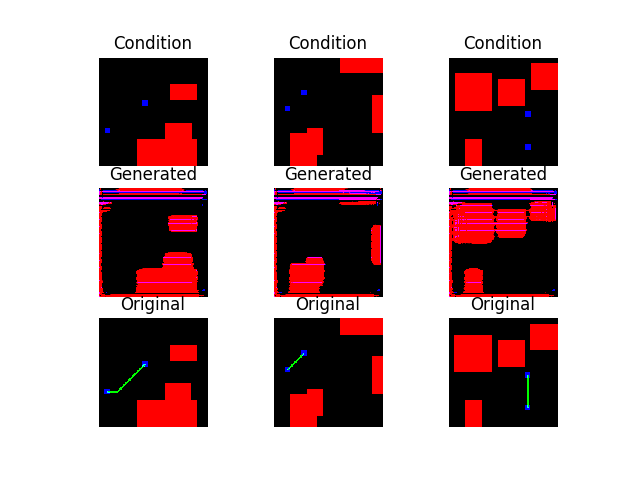 Condition Condition Condition
Generated Generated Generated
Original Original Original